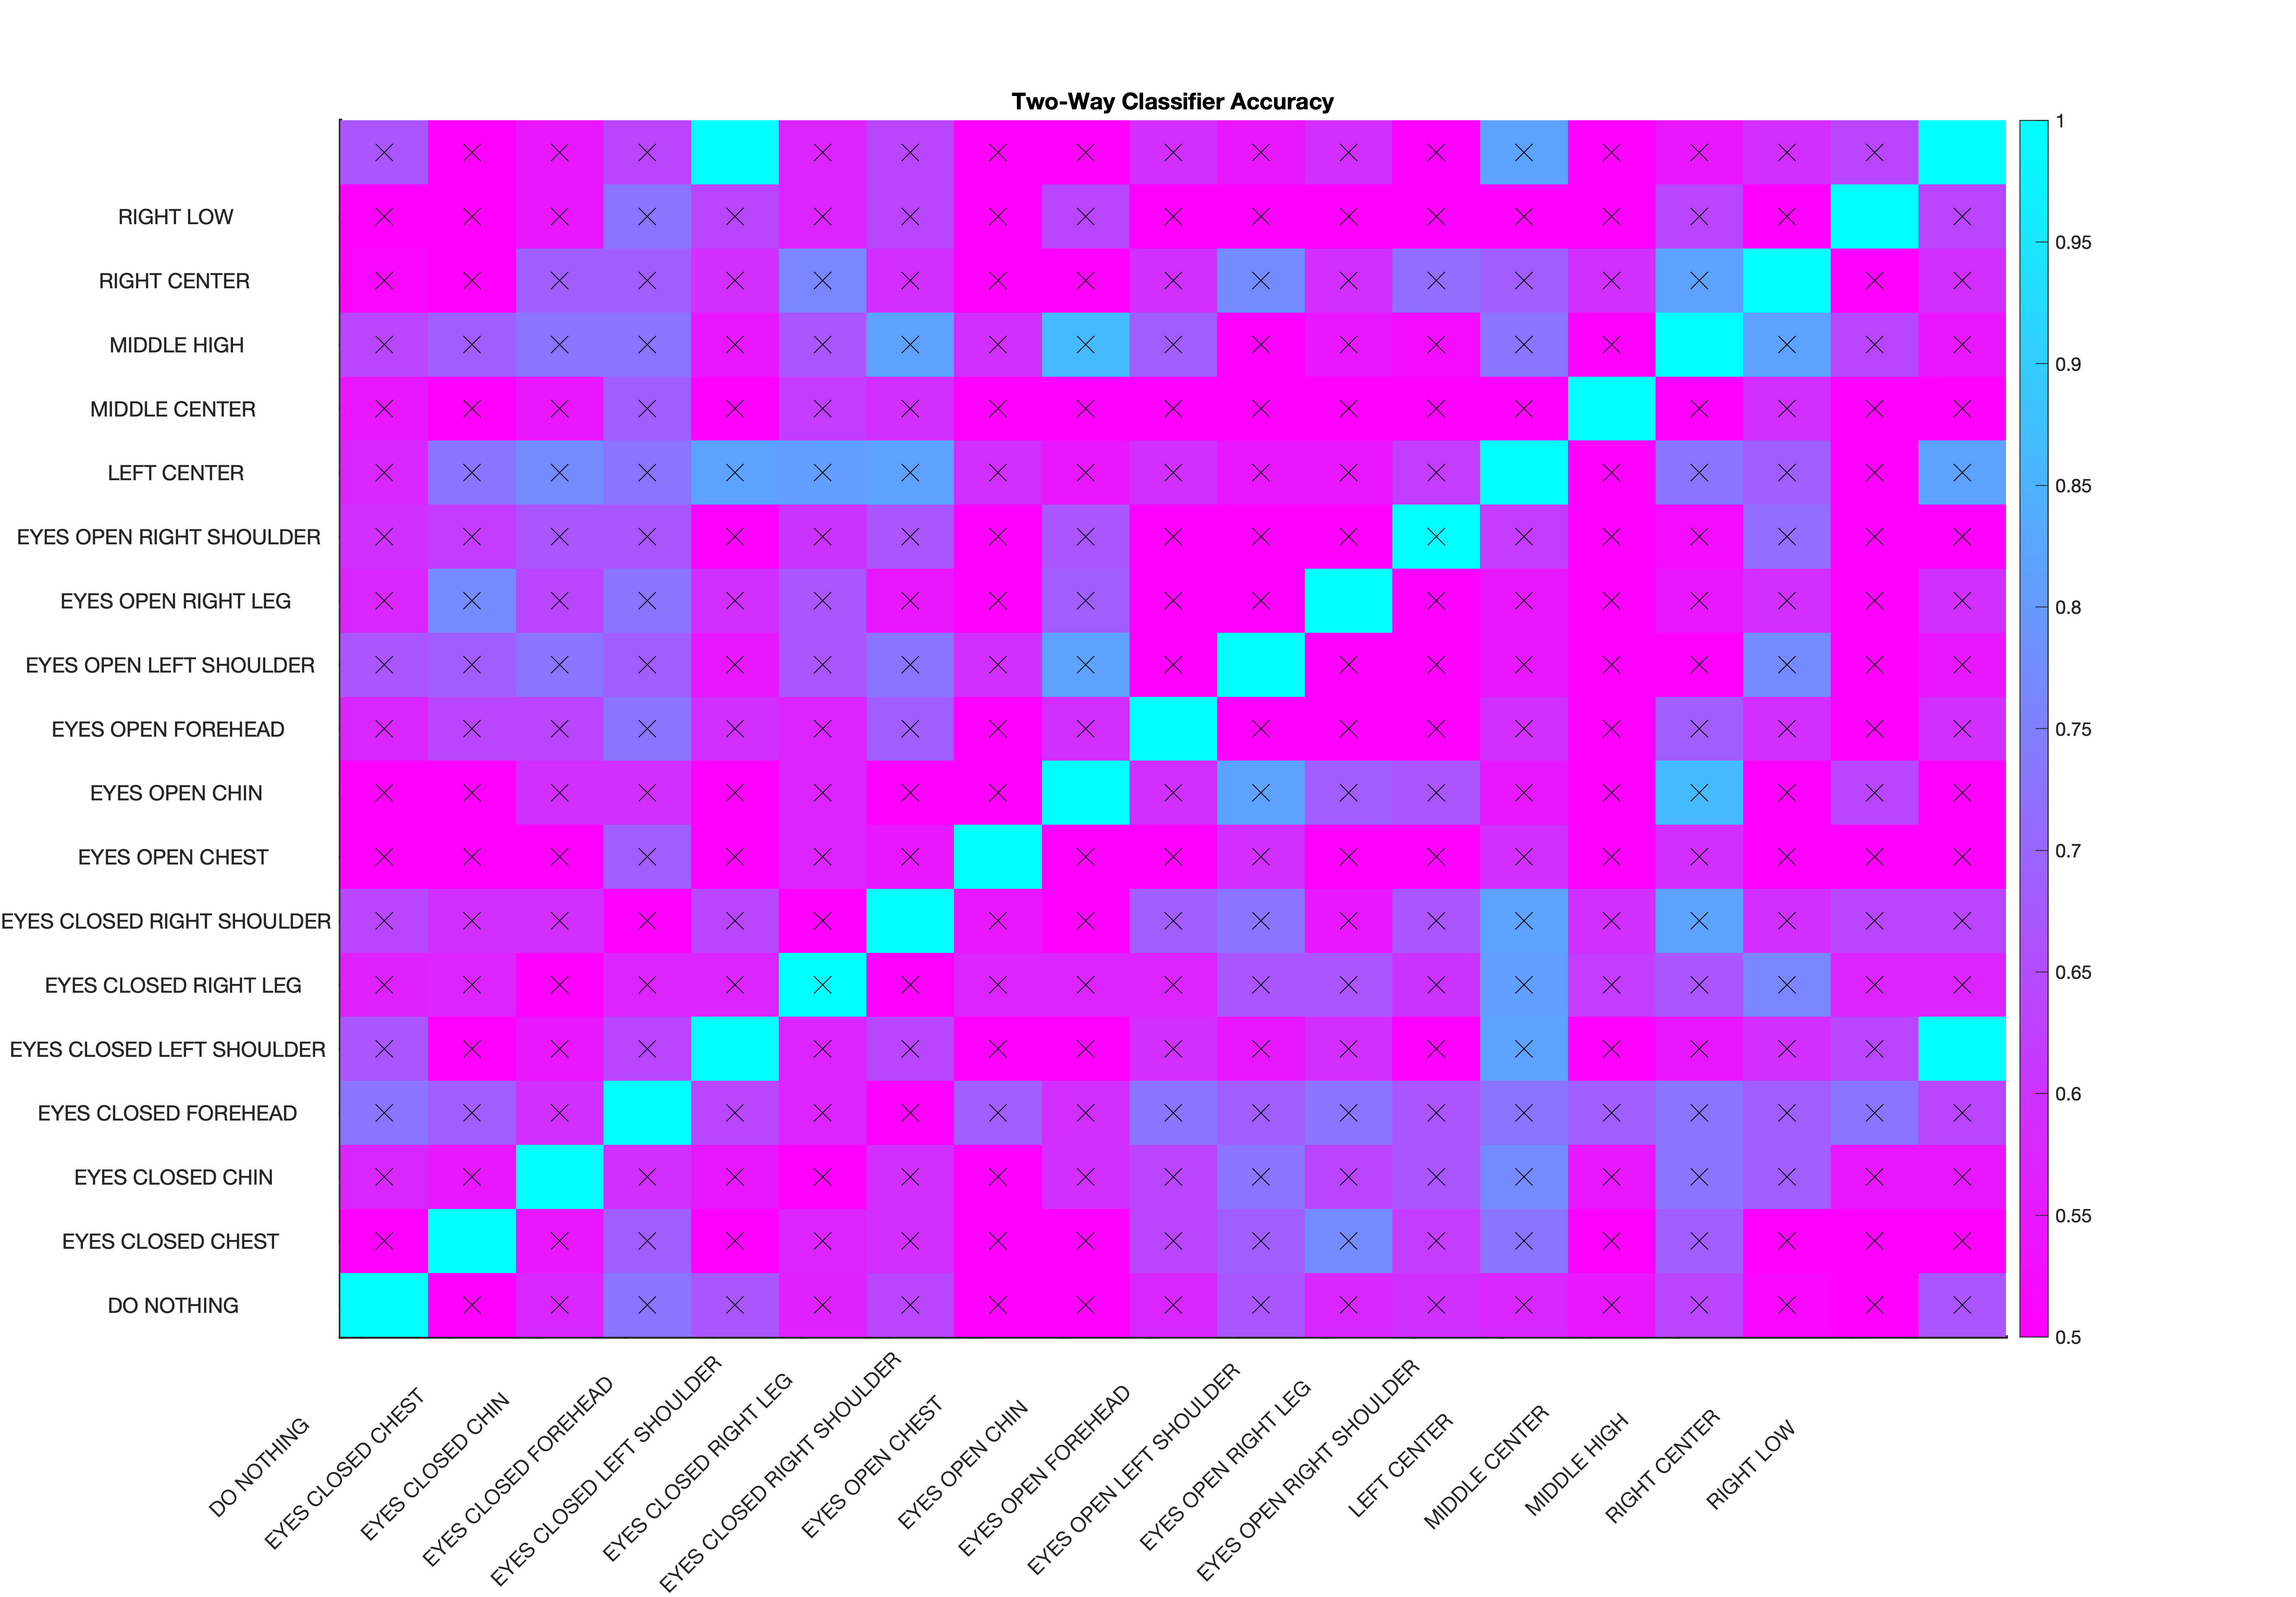 Two-Way Classifier Accuracy
RIGHT LOW
RIGHT CENTER
MIDDLE HIGH
MIDDLE CENTER
LEFT CENTER
EYES OPEN RIGHT SHOULDER
EYES OPEN RIGHT LEG
EYES OPEN LEFT SHOULDER
EYES OPEN FOREHEAD
EYES OPEN CHIN
EYES OPEN CHEST
EYES CLOSED RIGHT SHOULDER
EYES CLOSED RIGHT LEG
EYES CLOSED LEFT SHOULDER
EYES CLOSED FOREHEAD
EYES CLOSED CHIN
EYES CLOSED CHEST
DO NOTHING
DO NOTHING
EYES CLOSED CHEST
EYES CLOSED CHIN
EYES CLOSED FOREHEAD
EYES CLOSED LEFT SHOULDER
EYES CLOSED RIGHT LEG
EYES CLOSED RIGHT SHOULDER
EYES OPEN CHEST
EYES OPEN CHIN
EYES OPEN FOREHEAD
EYES OPEN LEFT SHOULDER
EYES OPEN RIGHT LEG
EYES OPEN RIGHT SHOULDER
LEFT CENTER
MIDDLE CENTER
MIDDLE HIGH
RIGHT CENTER
RIGHT LOW
1
0.95
0.9
0.85
0.8
0.75
0.7
0.65
0.6
0.55
0.5